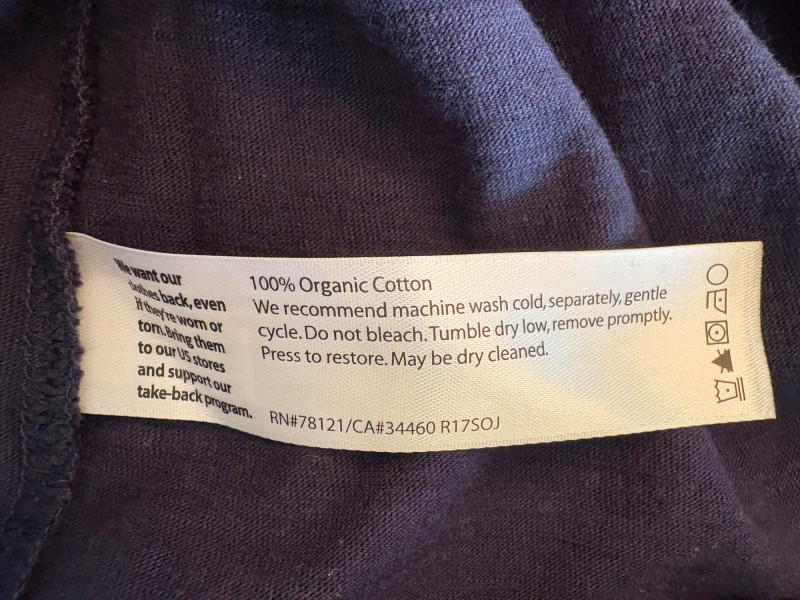 We want our
clothes back, even
if they're worn or
torn. Bring them
to our US stores
and support our
take-back program.
100% Organic Cotton
We recommend machine wash cold, separately, gentle
cycle. Do not bleach. Tumble dry low, remove promptly.
Press to restore. May be dry cleaned.
RN#78121/CA#34460 R17SOJ